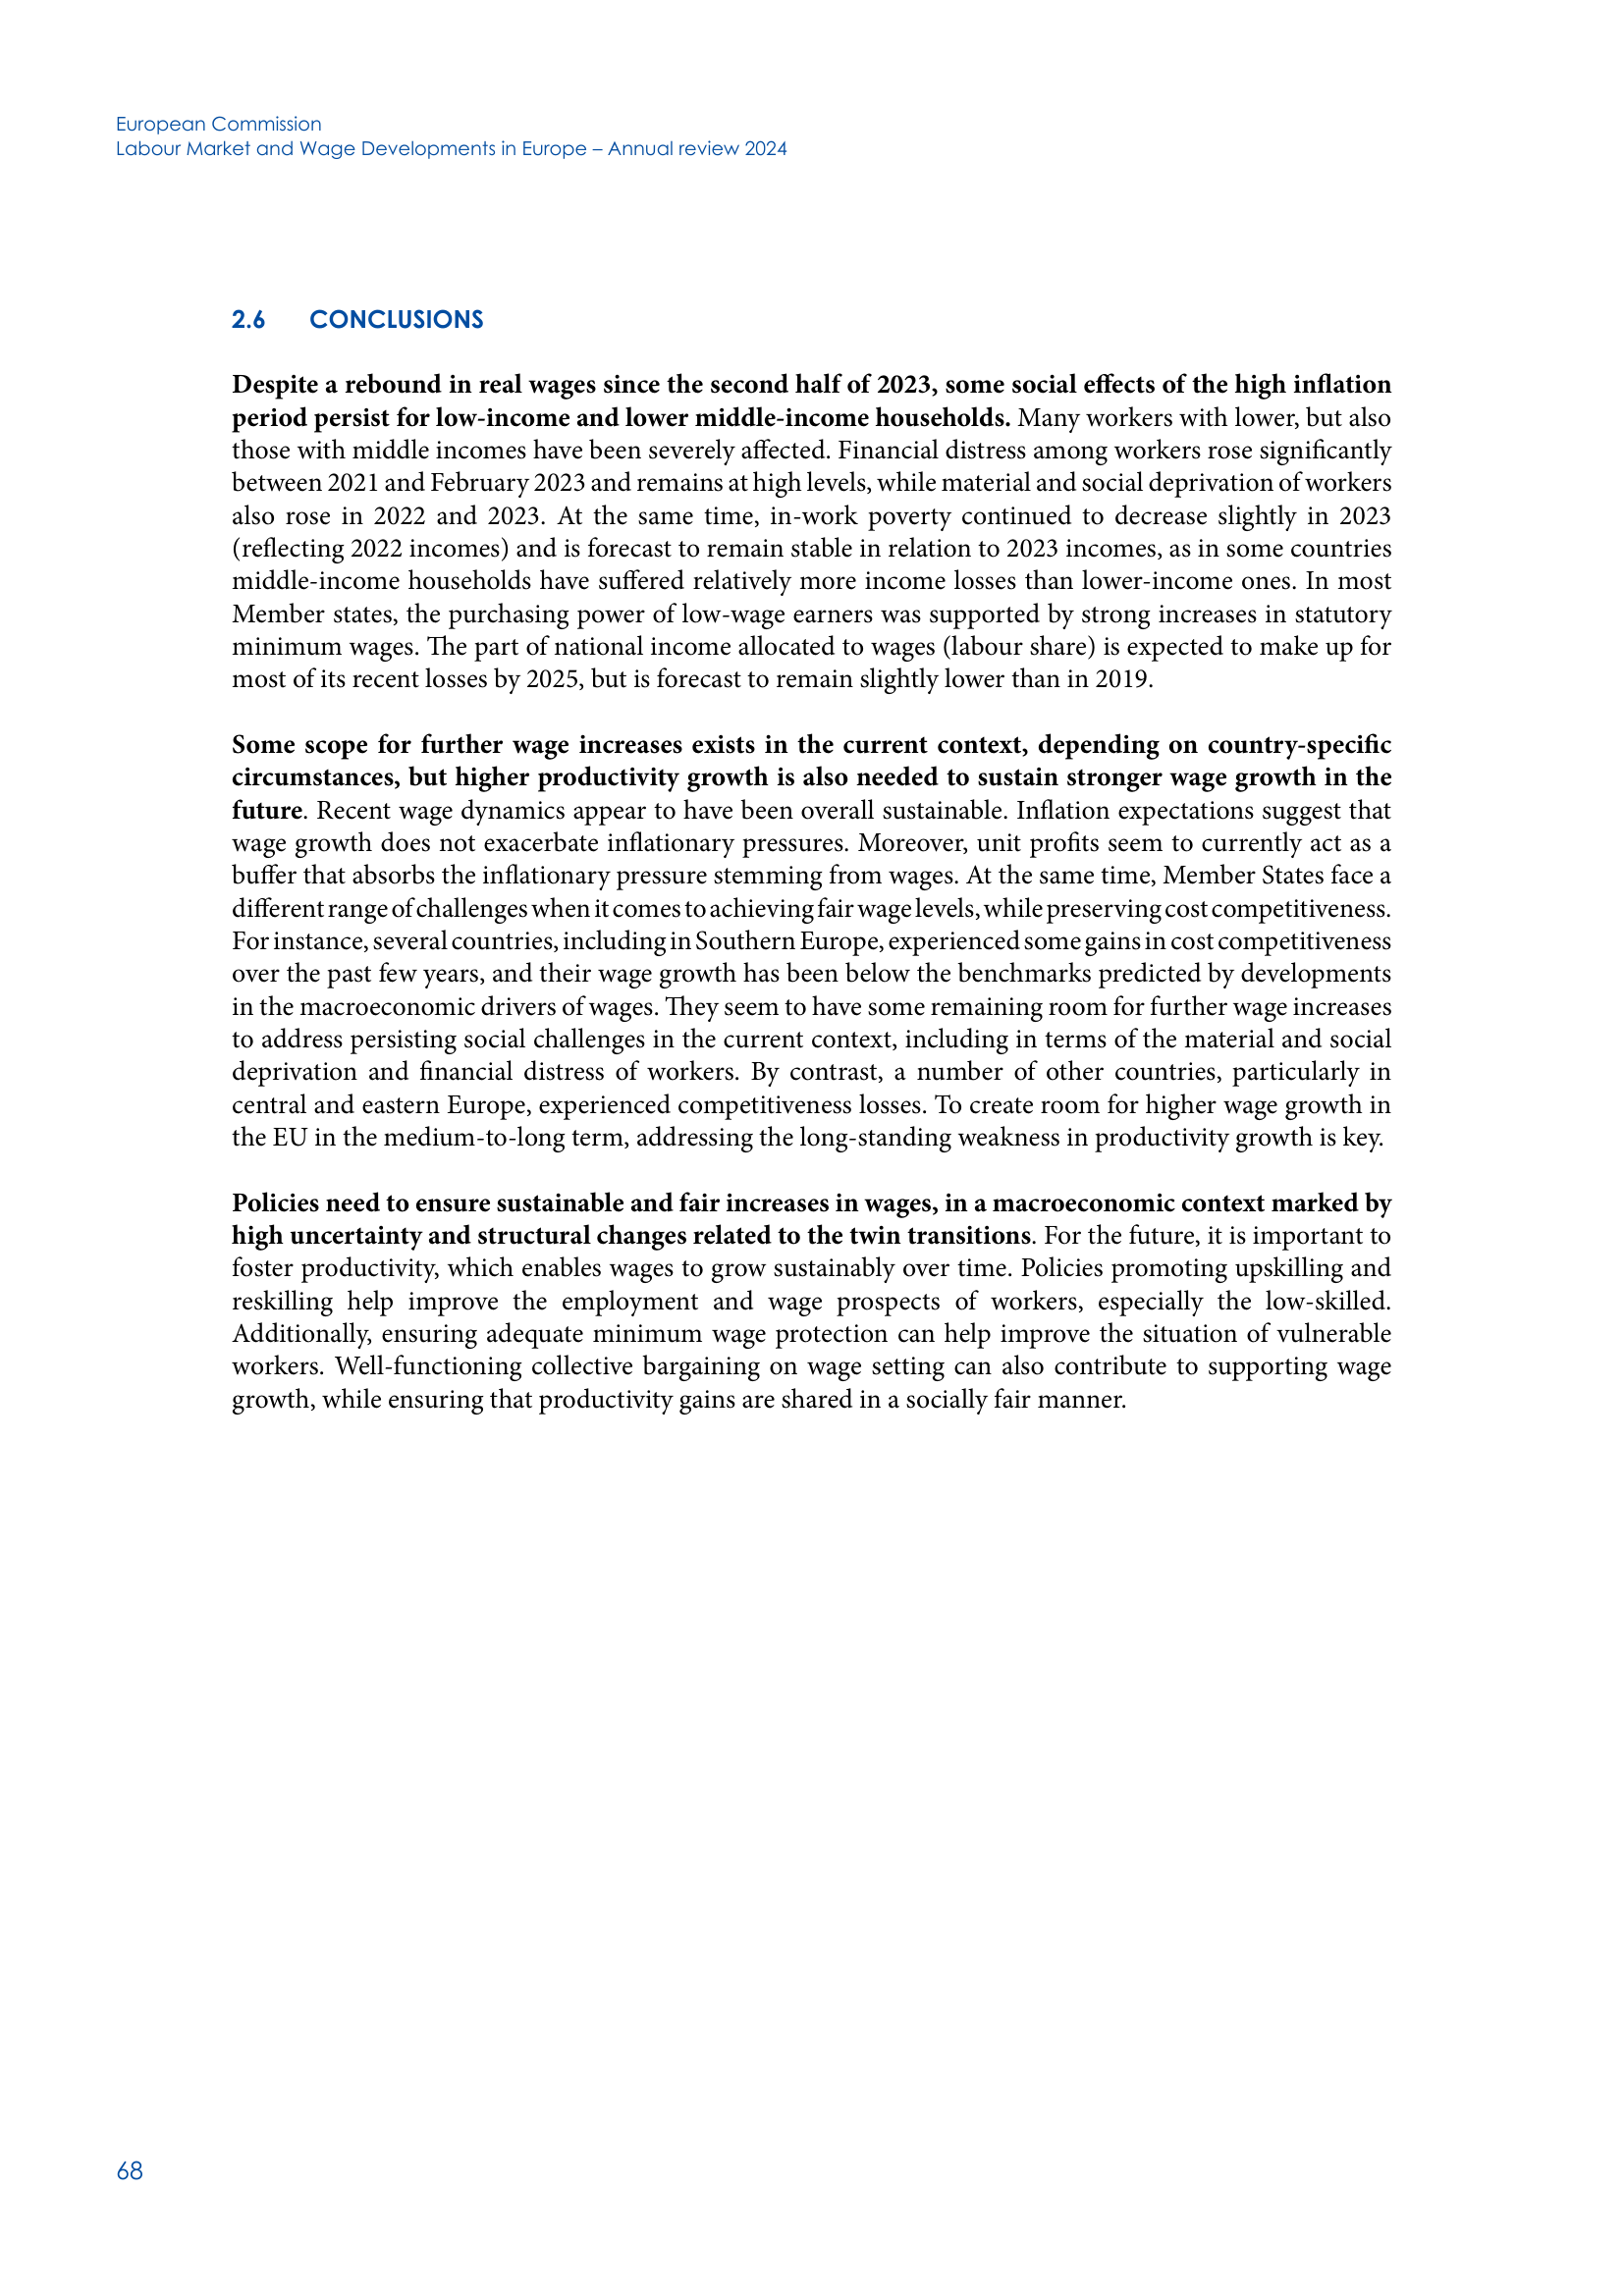 European Commission
Labour Market and Wage Developments in Europe – Annual review 2024
2.6 CONCLUSIONS
Despite a rebound in real wages since the second half of 2023, some social effects of the high inflation
period persist for low-income and lower middle-income households. Many workers with lower, but also
those with middle incomes have been severely affected. Financial distress among workers rose significantly
between 2021 and February 2023 and remains at high levels, while material and social deprivation of workers
also rose in 2022 and 2023. At the same time, in-work poverty continued to decrease slightly in 2023
(reflecting 2022 incomes) and is forecast to remain stable in relation to 2023 incomes, as in some countries
middle-income households have suffered relatively more income losses than lower-income ones. In most
Member states, the purchasing power of low-wage earners was supported by strong increases in statutory
minimum wages. The part of national income allocated to wages (labour share) is expected to make up for
most of its recent losses by 2025, but is forecast to remain slightly lower than in 2019.
Some scope for further wage increases exists in the current context, depending on country-specific
circumstances, but higher productivity growth is also needed to sustain stronger wage growth in the
future. Recent wage dynamics appear to have been overall sustainable. Inflation expectations suggest that
wage growth does not exacerbate inflationary pressures. Moreover, unit profits seem to currently act as a
buffer that absorbs the inflationary pressure stemming from wages. At the same time, Member States face a
different range of challenges when it comes to achieving fair wage levels, while preserving cost competitiveness.
For instance, several countries, including in Southern Europe, experienced some gains in cost competitiveness
over the past few years, and their wage growth has been below the benchmarks predicted by developments
in the macroeconomic drivers of wages. They seem to have some remaining room for further wage increases
to address persisting social challenges in the current context, including in terms of the material and social
deprivation and financial distress of workers. By contrast, a number of other countries, particularly in
central and eastern Europe, experienced competitiveness losses. To create room for higher wage growth in
the EU in the medium-to-long term, addressing the long-standing weakness in productivity growth is key.
Policies need to ensure sustainable and fair increases in wages, in a macroeconomic context marked by
high uncertainty and structural changes related to the twin transitions. For the future, it is important to
foster productivity, which enables wages to grow sustainably over time. Policies promoting upskilling and
reskilling help improve the employment and wage prospects of workers, especially the low-skilled.
Additionally, ensuring adequate minimum wage protection can help improve the situation of vulnerable
workers. Well-functioning collective bargaining on wage setting can also contribute to supporting wage
growth, while ensuring that productivity gains are shared in a socially fair manner.
68